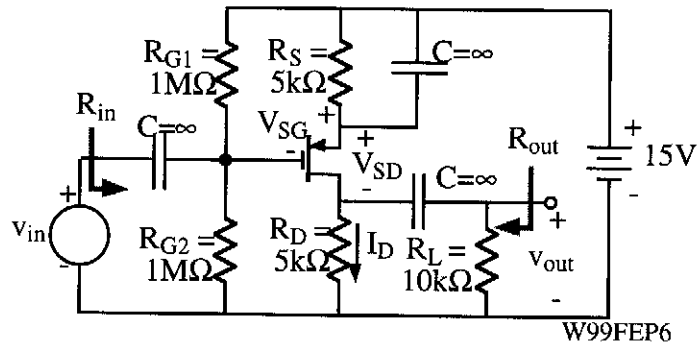 R_G1 =
1MΩ
R_S =
5kΩ
C=∞
R_in
C=∞
V_SG
+
-
+
V_SD
-
C=∞
R_out
+
15V
-
+
v_in
-
R_G2 =
1MΩ
R_D =
5kΩ
I_D
R_L =
10kΩ
+
v_out
-
W99FEP6